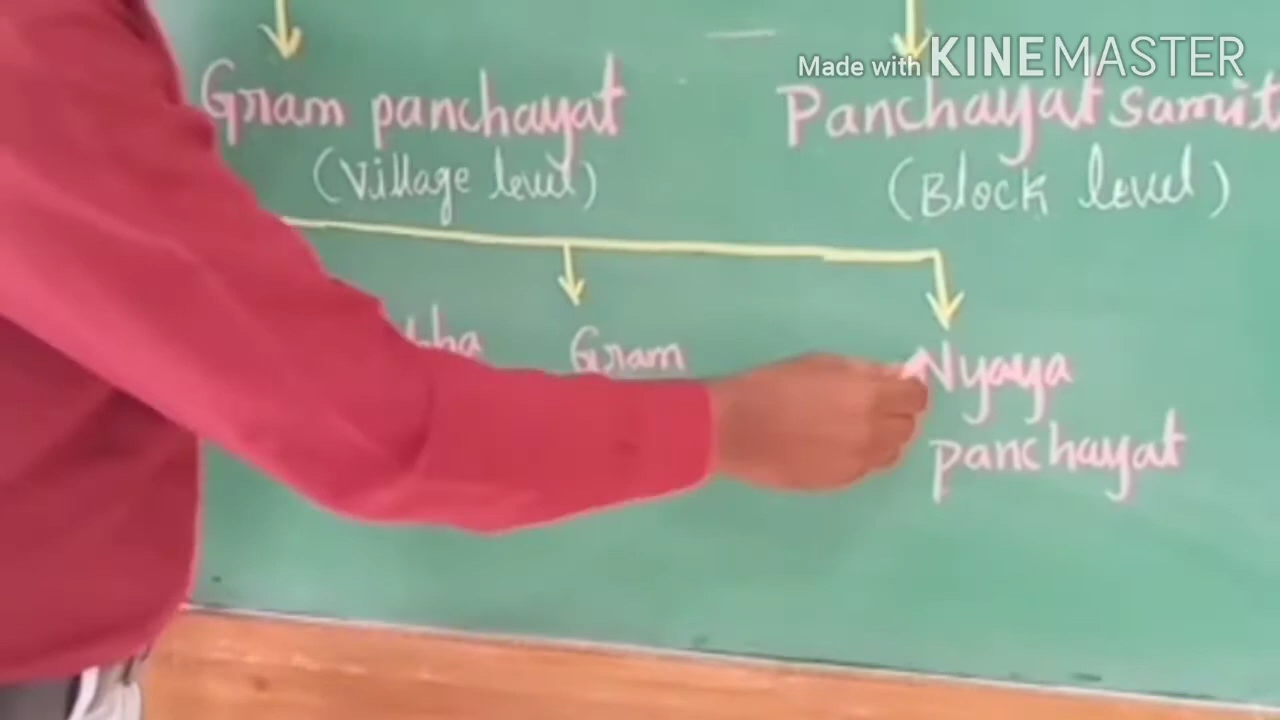 Made with KINEMASTER
Gram panchayat
(Village level)
Panchayat samit
(Block level)
Gram
Nyaya
panchayat